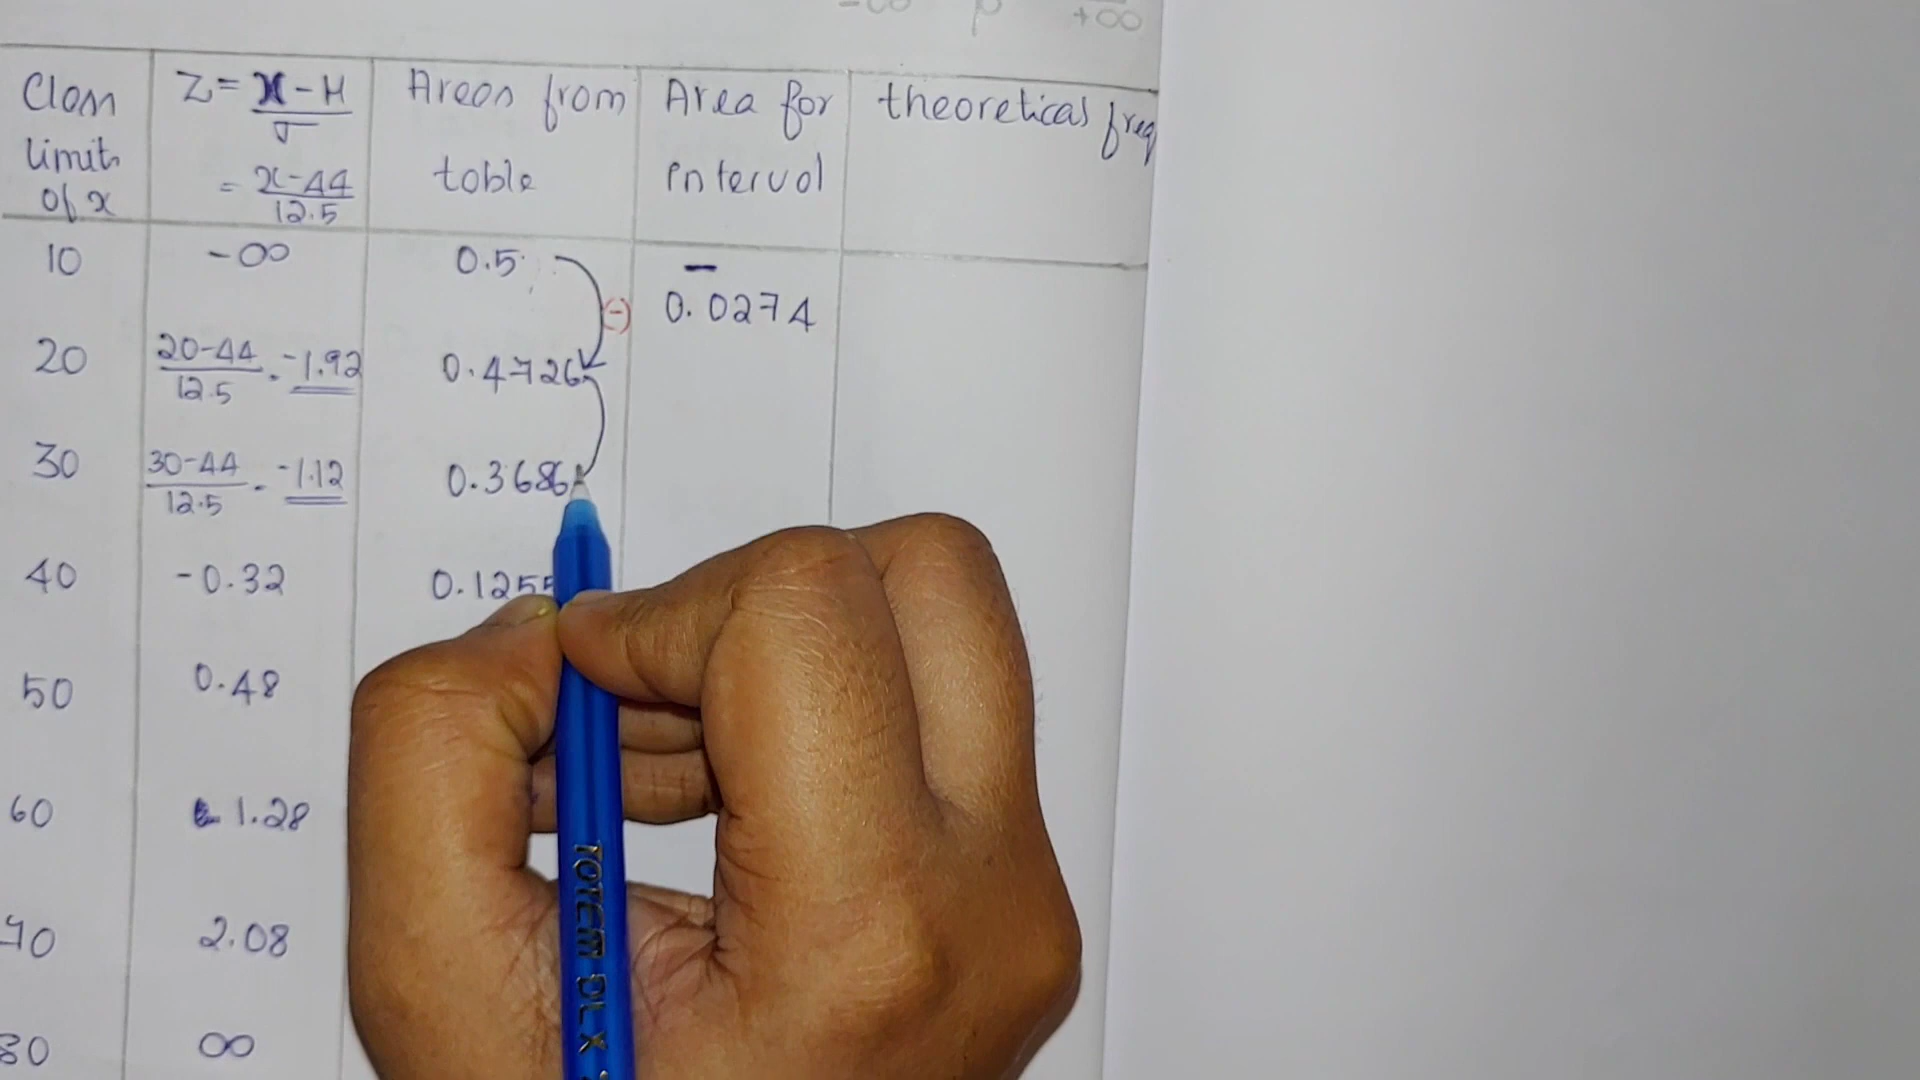 -∞ μ +∞
Class limits of x | Z = x-μ/σ = x-44/12.5 | Areas from table | Area for interval | theoretical freq
10 | -∞ | 0.5 | -
(-) 0.0274
20 | 20-44/12.5 = -1.92 | 0.4726
30 | 30-44/12.5 = -1.12 | 0.3686
40 | -0.32 | 0.1255
50 | 0.48
60 | 1.28
70 | 2.08
80 | ∞
TOTEM DLX